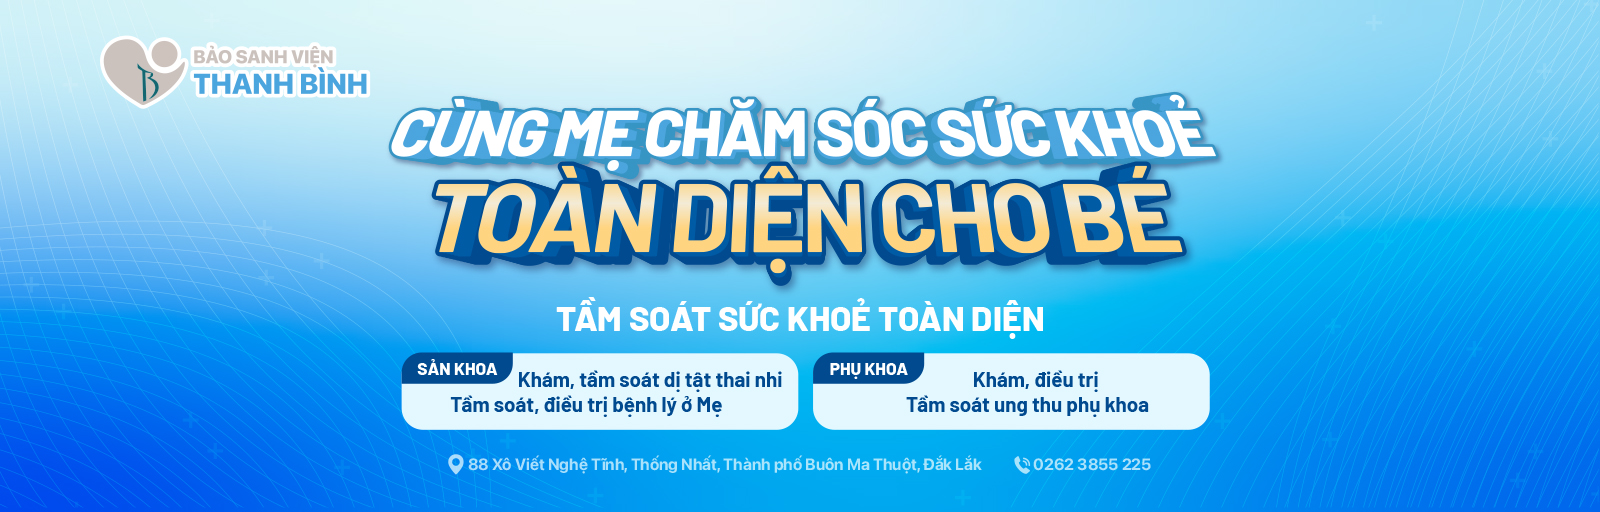 BẢO SANH VIỆN
THANH BÌNH
CÙNG MẸ CHĂM SÓC SỨC KHOẺ
TOÀN DIỆN CHO BÉ
TẦM SOÁT SỨC KHOẺ TOÀN DIỆN
SẢN KHOA
Khám, tầm soát dị tật thai nhi
Tầm soát, điều trị bệnh lý ở Mẹ
PHỤ KHOA
Khám, điều trị
Tầm soát ung thu phụ khoa
88 Xô Viết Nghệ Tĩnh, Thống Nhất, Thành phố Buôn Ma Thuột, Đắk Lắk
0262 3855 225